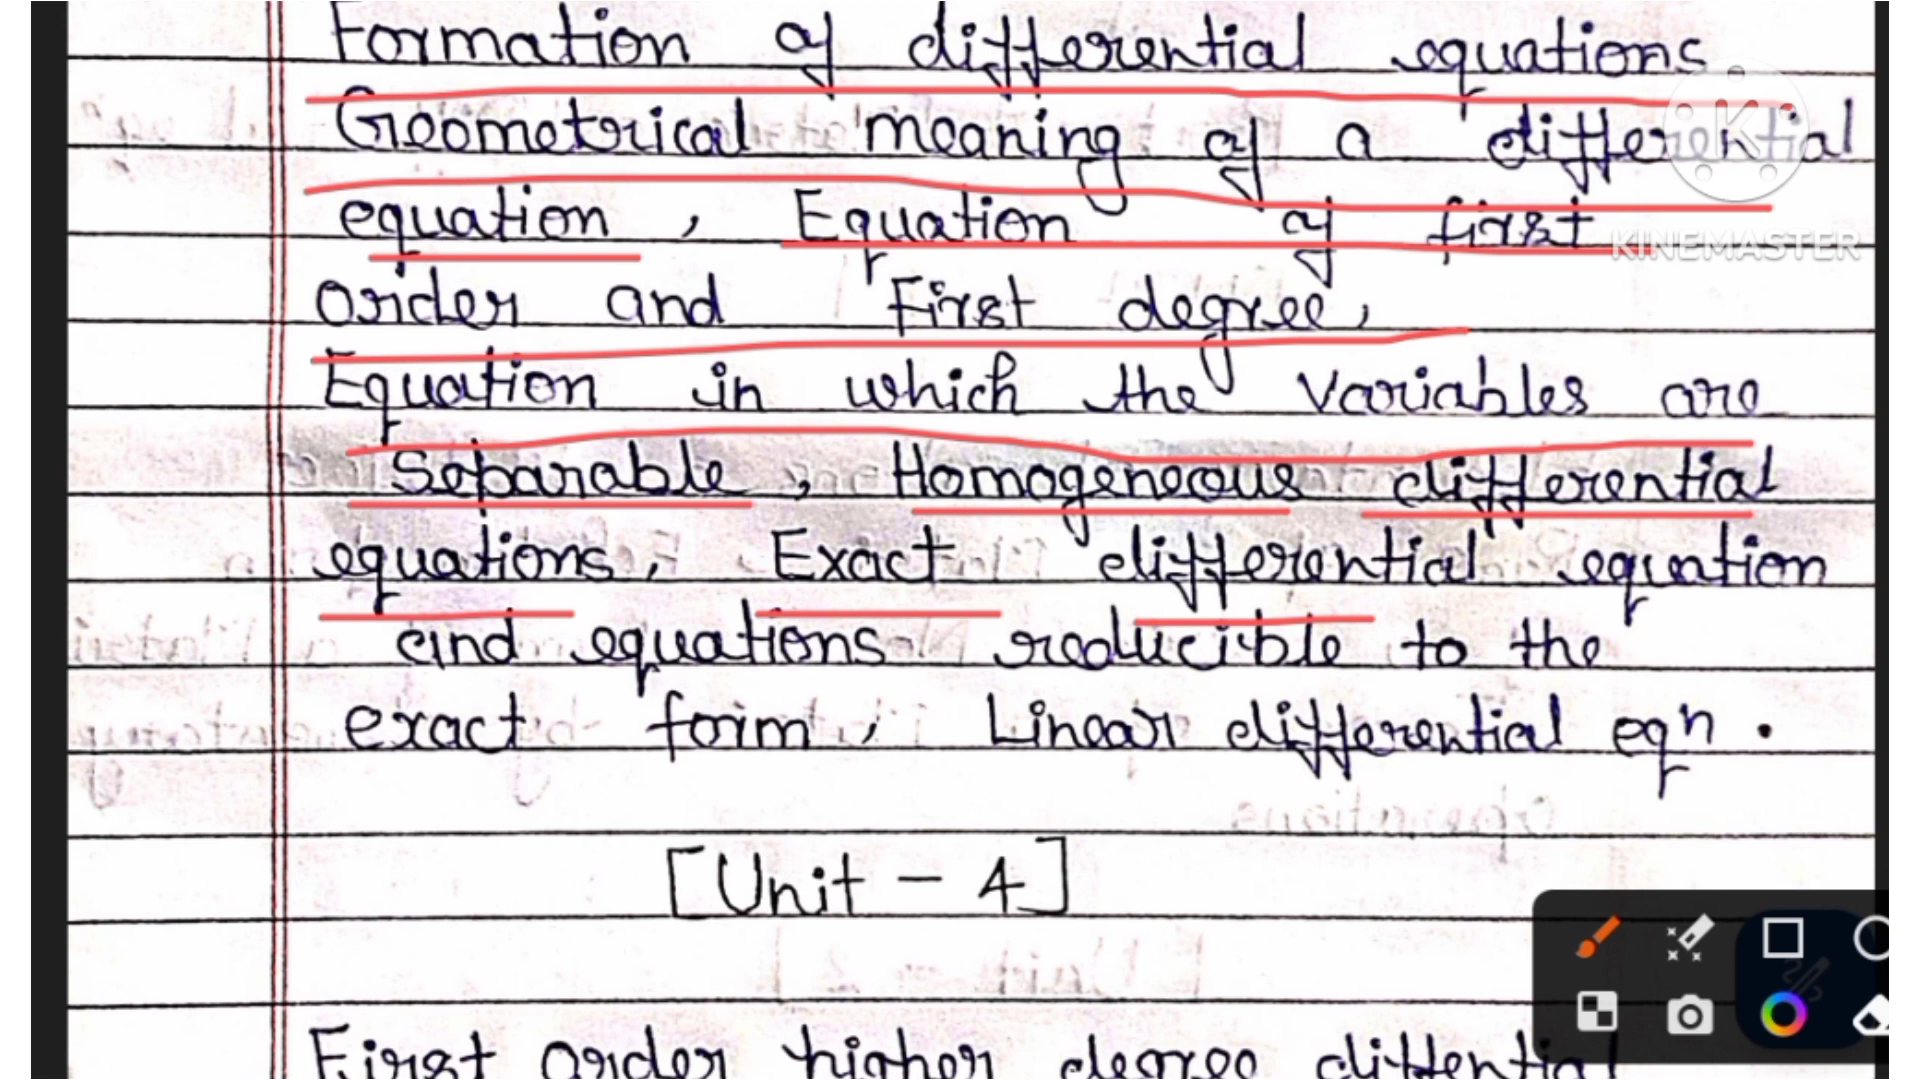 Formation of differential equations
Geometrical meaning of a differential
equation, Equation of first
order and First degree,
Equation in which the variables are
Separable, Homogeneous differential
equations, Exact differential equation
and equations reducible to the
exact form, Linear differential eqn.
[Unit - 4]
First order higher degree diffential
K
KINEMASTER